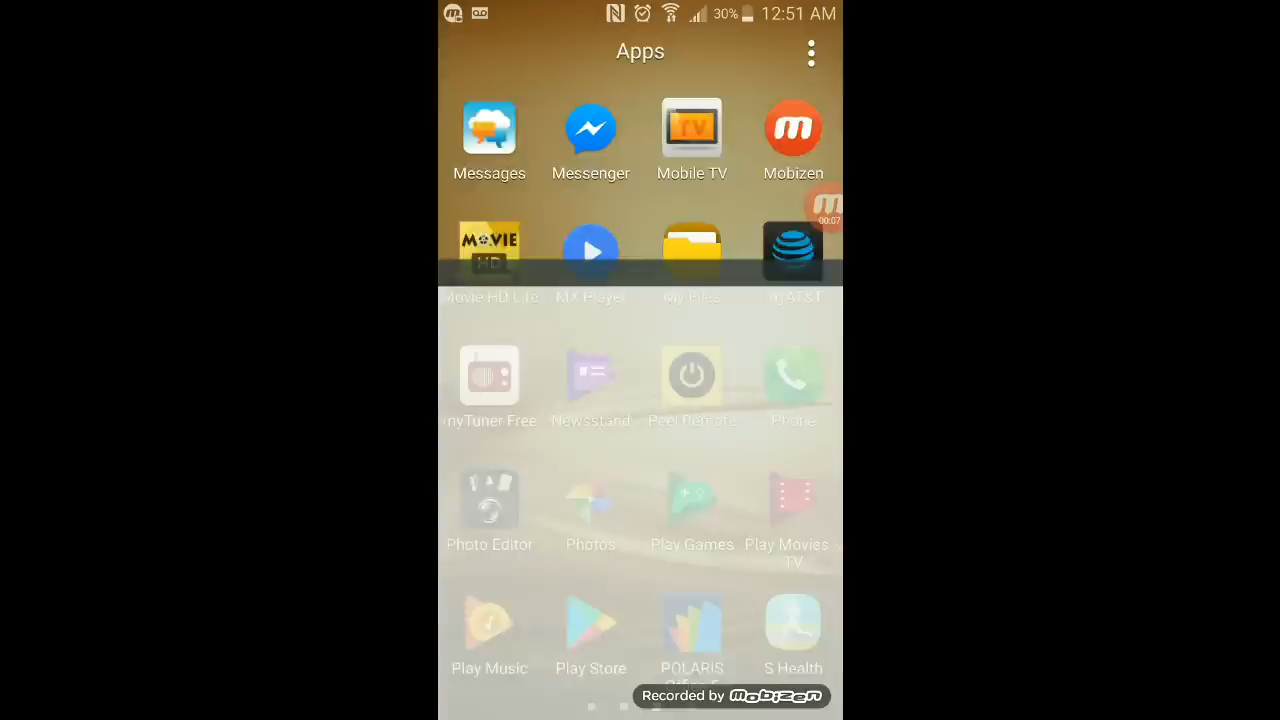 30% 12:51 AM
Apps
TV
Messages Messenger Mobile TV Mobizen
00:07
MOVIE
HD
Movie HD Lite MX Player My Files myAT&T
myTuner Free Newsstand Peel Remote Phone
Photo Editor Photos Play Games Play Movies
TV
Play Music Play Store POLARIS S Health
Recorded by mobizen